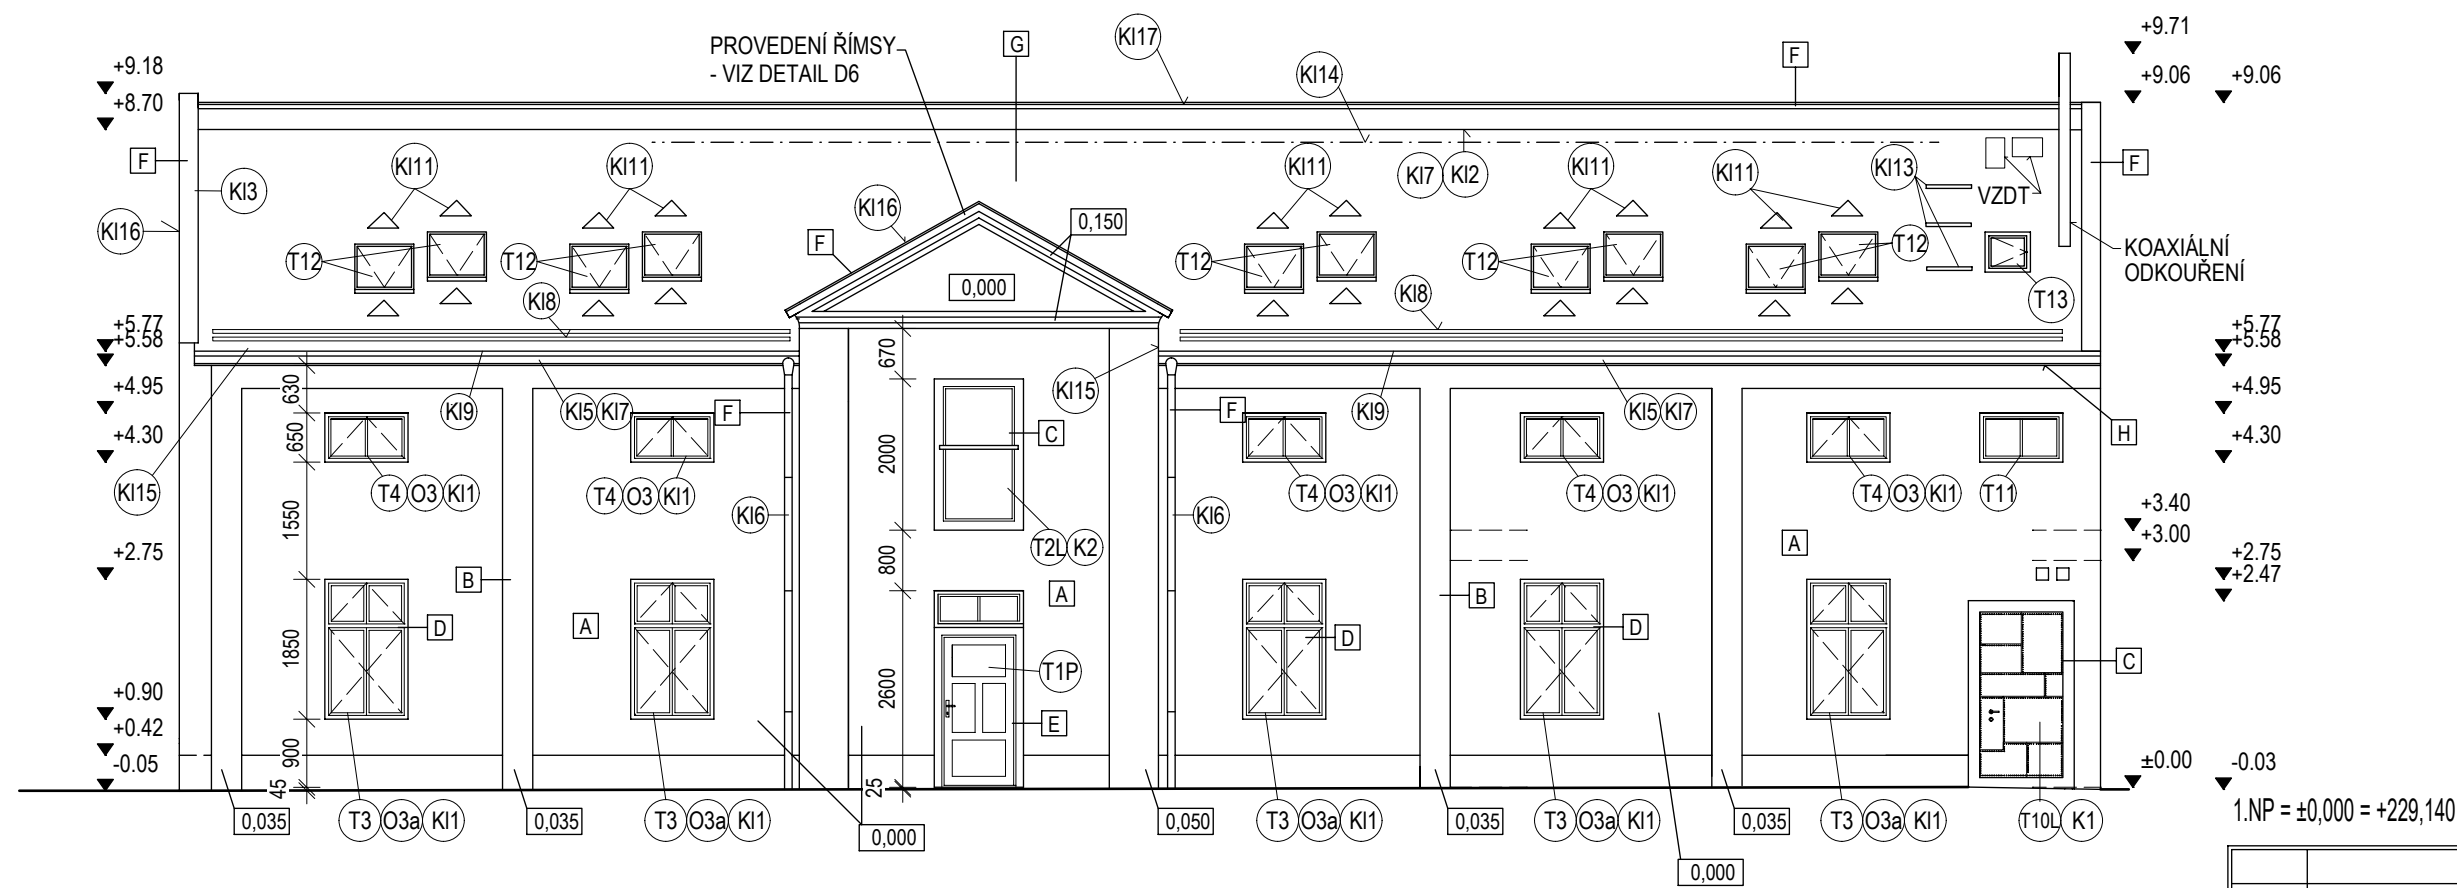 +9.18
+8.70
PROVEDENÍ ŘÍMSY
- VIZ DETAIL D6
G
Kl17
Kl14
F
+9.71
+9.06
+9.06
F
Kl3
Kl16
Kl11
Kl11
Kl16
F
0,150
Kl11
Kl7
Kl2
Kl11
Kl11
Kl13
VZDT
F
T12
T12
Kl8
0,000
T12
Kl8
T12
T12
T13
KOAXIÁLNÍ
ODKOUŘENÍ
+5.77
+5.58
+4.95
+4.30
+2.75
+0.90
+0.42
-0.05
Kl15
630
650
1550
1850
900
45
Kl9
Kl5
Kl7
F
670
2000
800
2600
25
Kl15
C
F
Kl9
Kl5
Kl7
H
+5.77
+5.58
+4.95
+4.30
T4
O3
Kl1
T4
O3
Kl1
Kl6
T2L
K2
Kl6
T4
O3
Kl1
T4
O3
Kl1
T4
O3
Kl1
T11
+3.40
+3.00
+2.75
+2.47
B
D
A
A
T1P
E
D
B
D
A
C
±0.00
-0.03
0,035
T3
O3a
Kl1
0,035
T3
O3a
Kl1
0,000
0,050
T3
O3a
Kl1
0,035
T3
O3a
Kl1
0,000
0,035
T3
O3a
Kl1
T10L
K1
1.NP = ±0,000 = +229,140